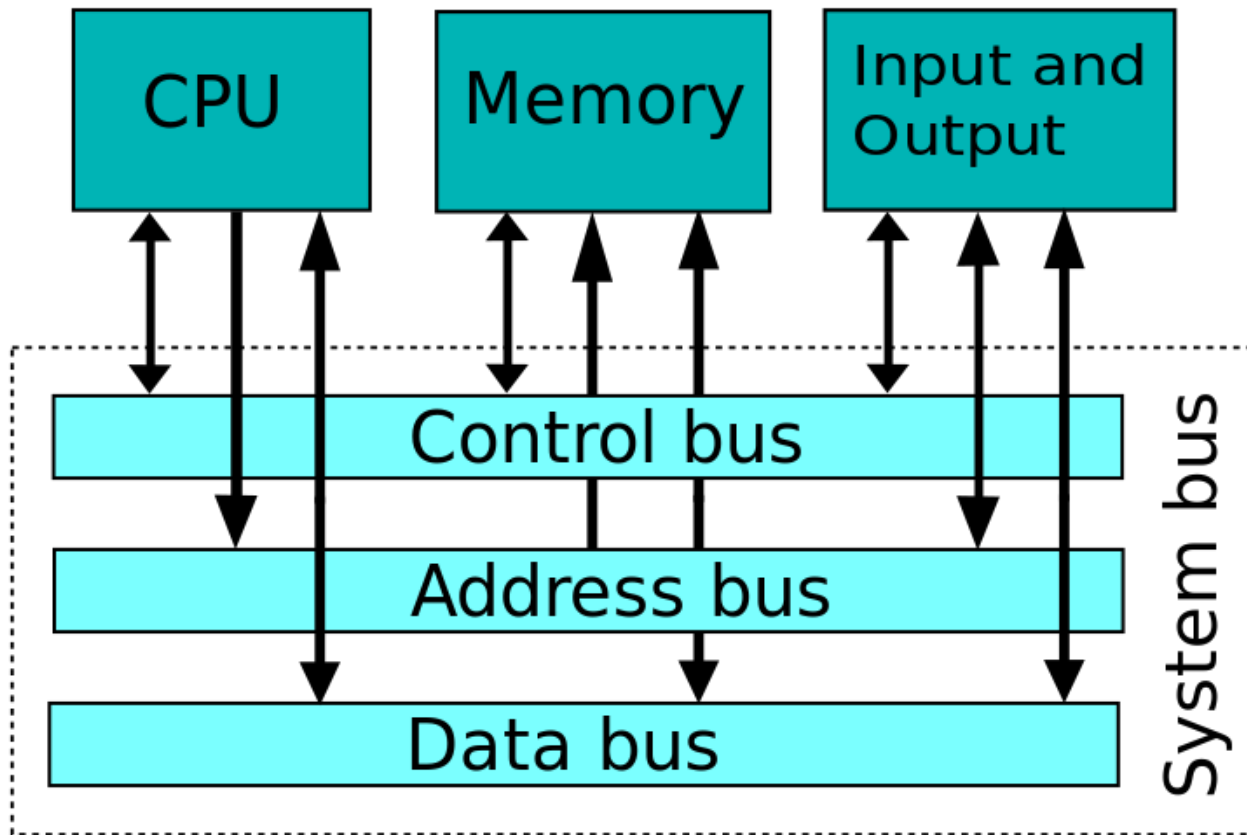 CPU
Memory
Input and
Output
Control bus
Address bus
Data bus
System bus